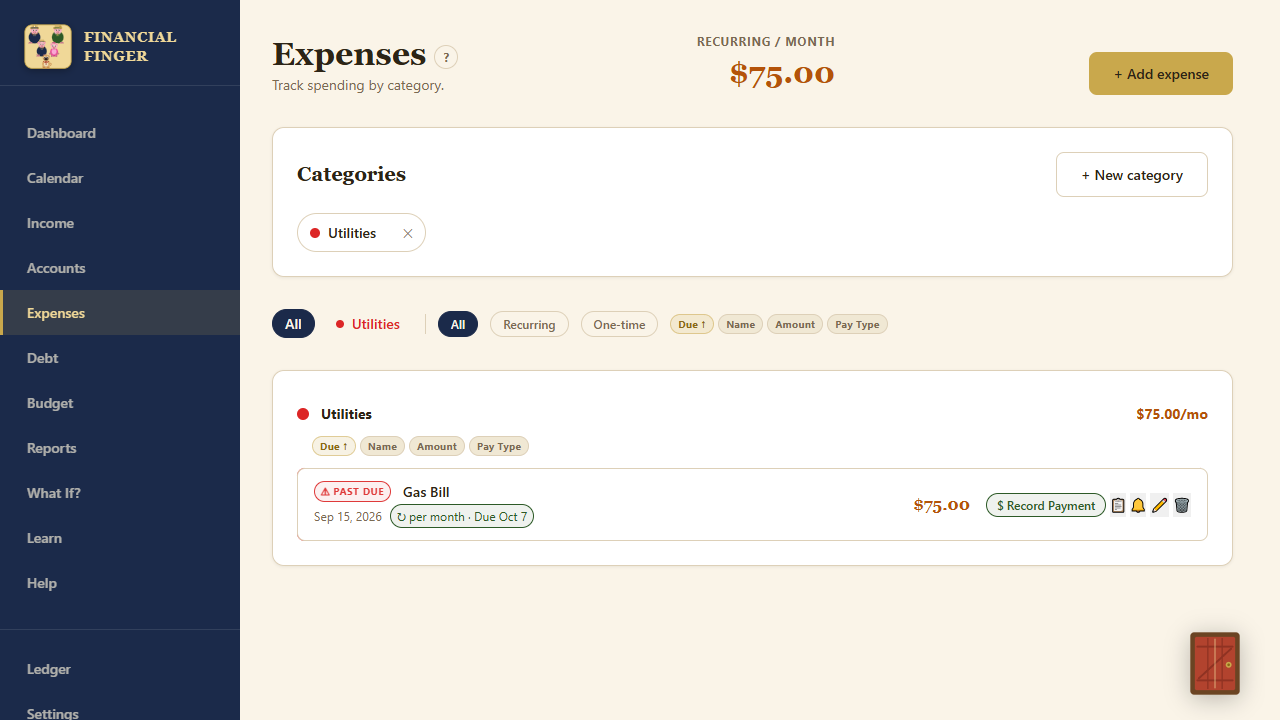 FINANCIAL
FINGER
Dashboard
Calendar
Income
Accounts
Expenses
Debt
Budget
Reports
What If?
Learn
Help
Ledger
Settings
Expenses ?
Track spending by category.
RECURRING / MONTH
$75.00
+ Add expense
Categories
+ New category
Utilities ×
All Utilities All Recurring One-time Due ↑ Name Amount Pay Type
Utilities $75.00/mo
Due ↑ Name Amount Pay Type
⚠ PAST DUE Gas Bill
Sep 15, 2026 ↻ per month · Due Oct 7
$75.00 $ Record Payment